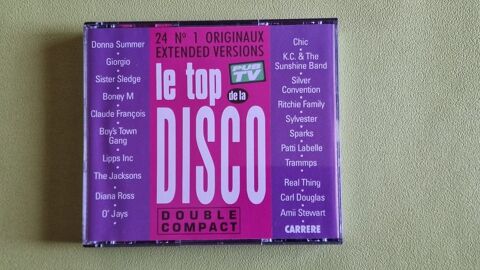 24 N° 1 ORIGINAUX
EXTENDED VERSIONS
Donna Summer
Giorgio
Sister Sledge
Boney M
Claude François
Boy's Town
Gang
Lipps Inc
The Jacksons
Diana Ross
O' Jays
le top
PUB
TV
de la
DISCO
DOUBLE
COMPACT
Chic
K.C. & The
Sunshine Band
Silver
Convention
Ritchie Family
Sylvester
Sparks
Patti Labelle
Trammps
Real Thing
Carl Douglas
Amii Stewart
CARRERE